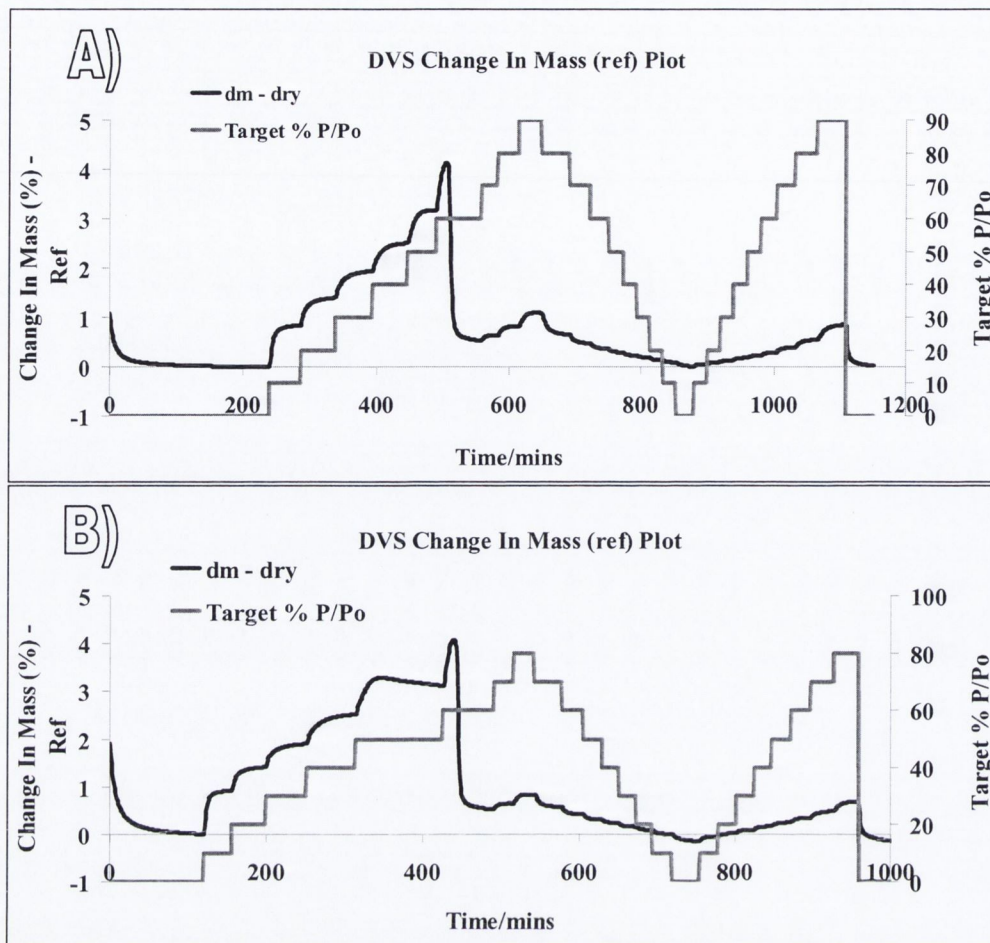 A)
DVS Change In Mass (ref) Plot
dm - dry
Target % P/Po
Change In Mass (%) -
Ref
5
4
3
2
1
0
-1
90
80
70
60
50
40
30
20
10
0
Target % P/Po
0 200 400 600 800 1000 1200
Time/mins
B)
DVS Change In Mass (ref) Plot
dm - dry
Target % P/Po
Change In Mass (%) -
Ref
5
4
3
2
1
0
-1
100
80
60
40
20
0
Target % P/Po
0 200 400 600 800 1000
Time/mins